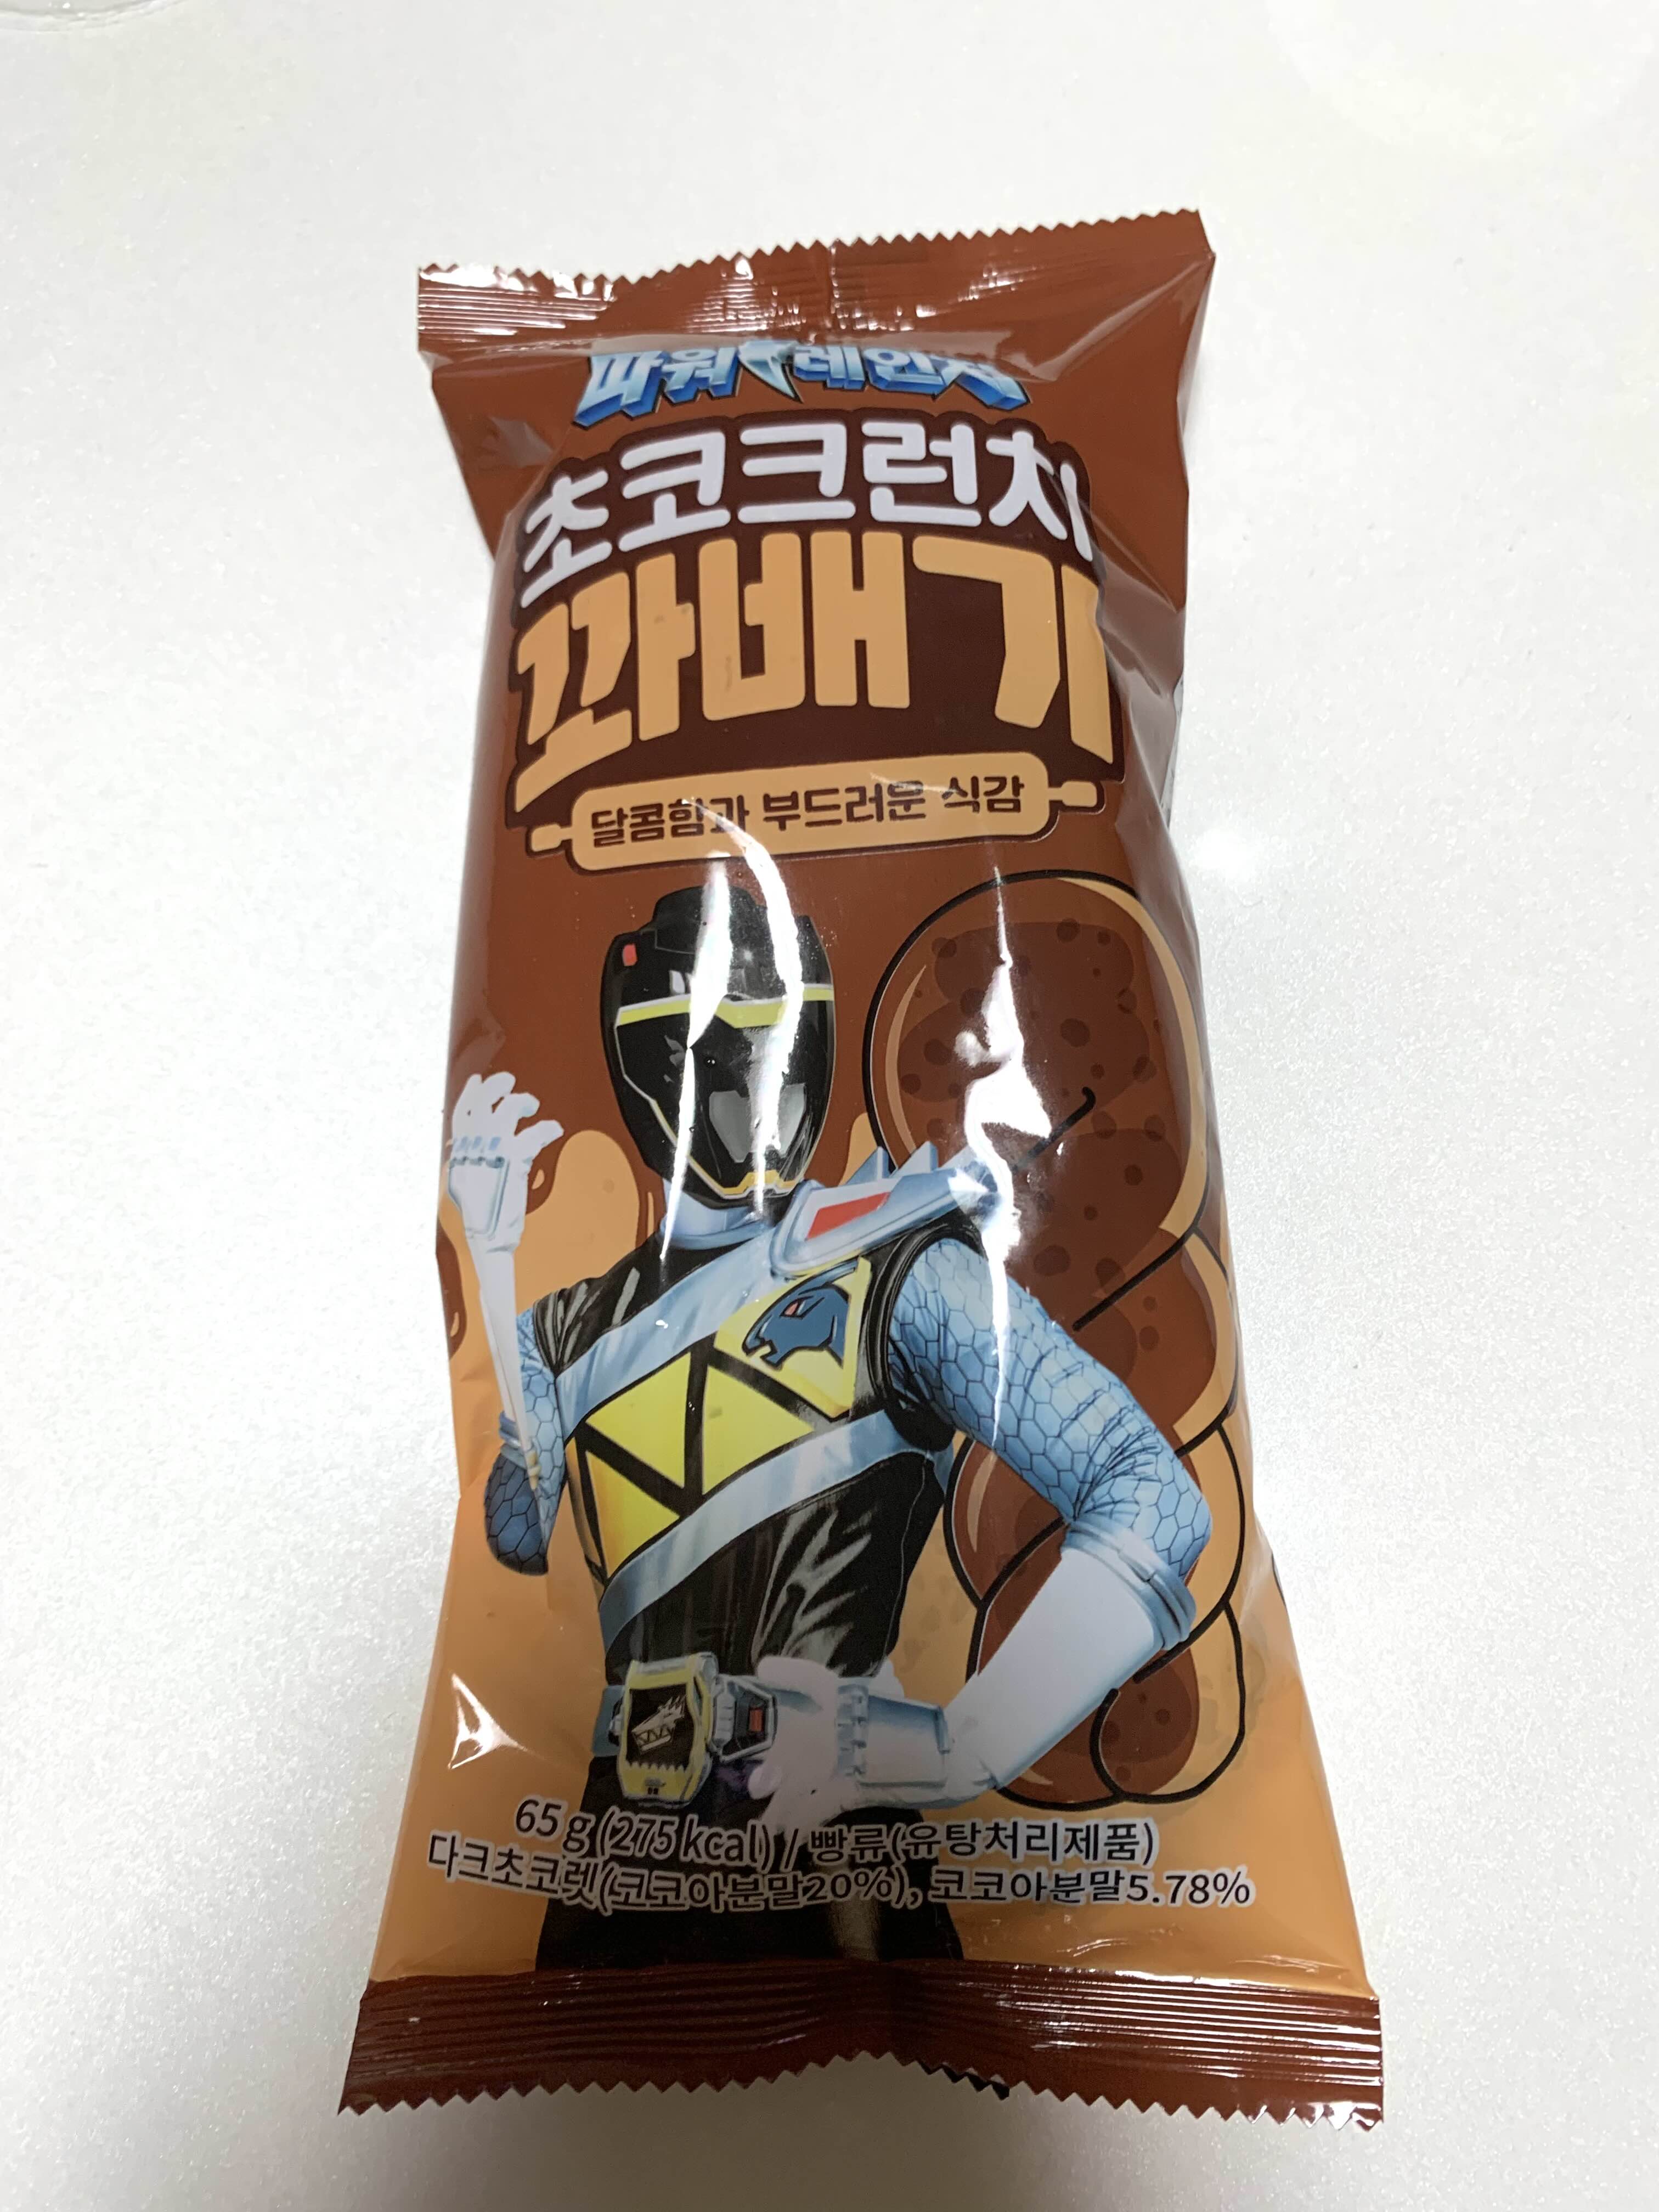 파워레인저
초코크런치
꽈배기
달콤함과 부드러운 식감
65 g (275 kcal) / 빵류(유탕처리제품)
다크초코렛(코코아분말20%), 코코아분말5.78%